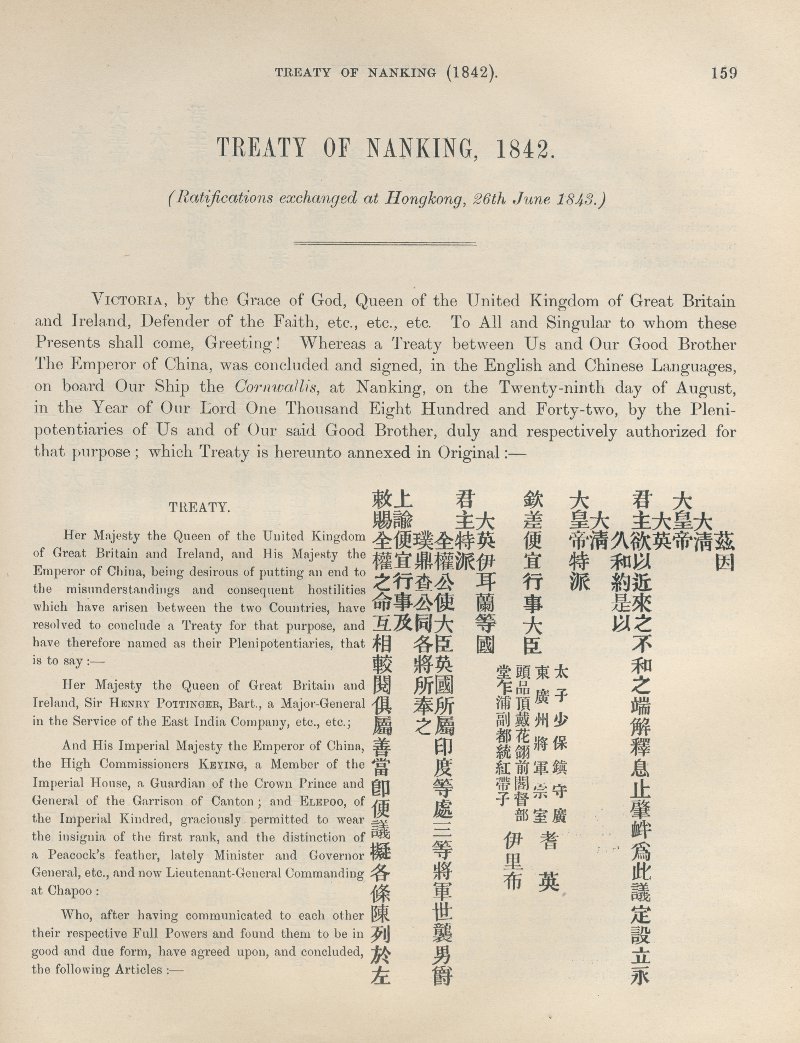 TREATY OF NANKING (1842).
159
TREATY OF NANKING, 1842.
(Ratifications exchanged at Hongkong, 26th June 1843.)
VICTORIA, by the Grace of God, Queen of the United Kingdom of Great Britain
and Ireland, Defender of the Faith, etc., etc., etc. To All and Singular to whom these
Presents shall come, Greeting! Whereas a Treaty between Us and Our Good Brother
The Emperor of China, was concluded and signed, in the English and Chinese Languages,
on board Our Ship the Cornwallis, at Nanking, on the Twenty-ninth day of August,
in the Year of Our Lord One Thousand Eight Hundred and Forty-two, by the Pleni-
potentiaries of Us and of Our said Good Brother, duly and respectively authorized for
that purpose; which Treaty is hereunto annexed in Original:—
TREATY.
Her Majesty the Queen of the United Kingdom
of Great Britain and Ireland, and His Majesty the
Emperor of China, being desirous of putting an end to
the misunderstandings and consequent hostilities
which have arisen between the two Countries, have
resolved to conclude a Treaty for that purpose, and
have therefore named as their Plenipotentiaries, that
is to say:—
Her Majesty the Queen of Great Britain and
Ireland, Sir HENRY POTTINGER, Bart., a Major-General
in the Service of the East India Company, etc., etc.;
And His Imperial Majesty the Emperor of China,
the High Commissioners KEYING, a Member of the
Imperial House, a Guardian of the Crown Prince and
General of the Garrison of Canton; and ELEPOO, of
the Imperial Kindred, graciously permitted to wear
the insignia of the first rank, and the distinction of
a Peacock's feather, lately Minister and Governor
General, etc., and now Lieutenant-General Commanding
at Chapoo:
Who, after having communicated to each other
their respective Full Powers and found them to be in
good and due form, have agreed upon, and concluded,
the following Articles:—
茲因
大淸
大皇帝
大英
君主欲以近來之不和之端解釋息止肇衅爲此議定設立永
久和約是以
大淸
大皇帝特派
欽差便宜行事大臣
太子少保鎮守廣
東廣州將軍宗室
耆英
頭品頂戴花翎前閣督部
堂乍浦副都統紅帶子
伊里布
大英伊耳蘭等國
君主特派
全權公使大臣英國所屬印度等處三等將軍世襲男爵
璞鼎查公同各將所奉之
上諭便宜行事及
敕賜全權之命互相較閱俱屬善當卽便議擬各條陳列於左